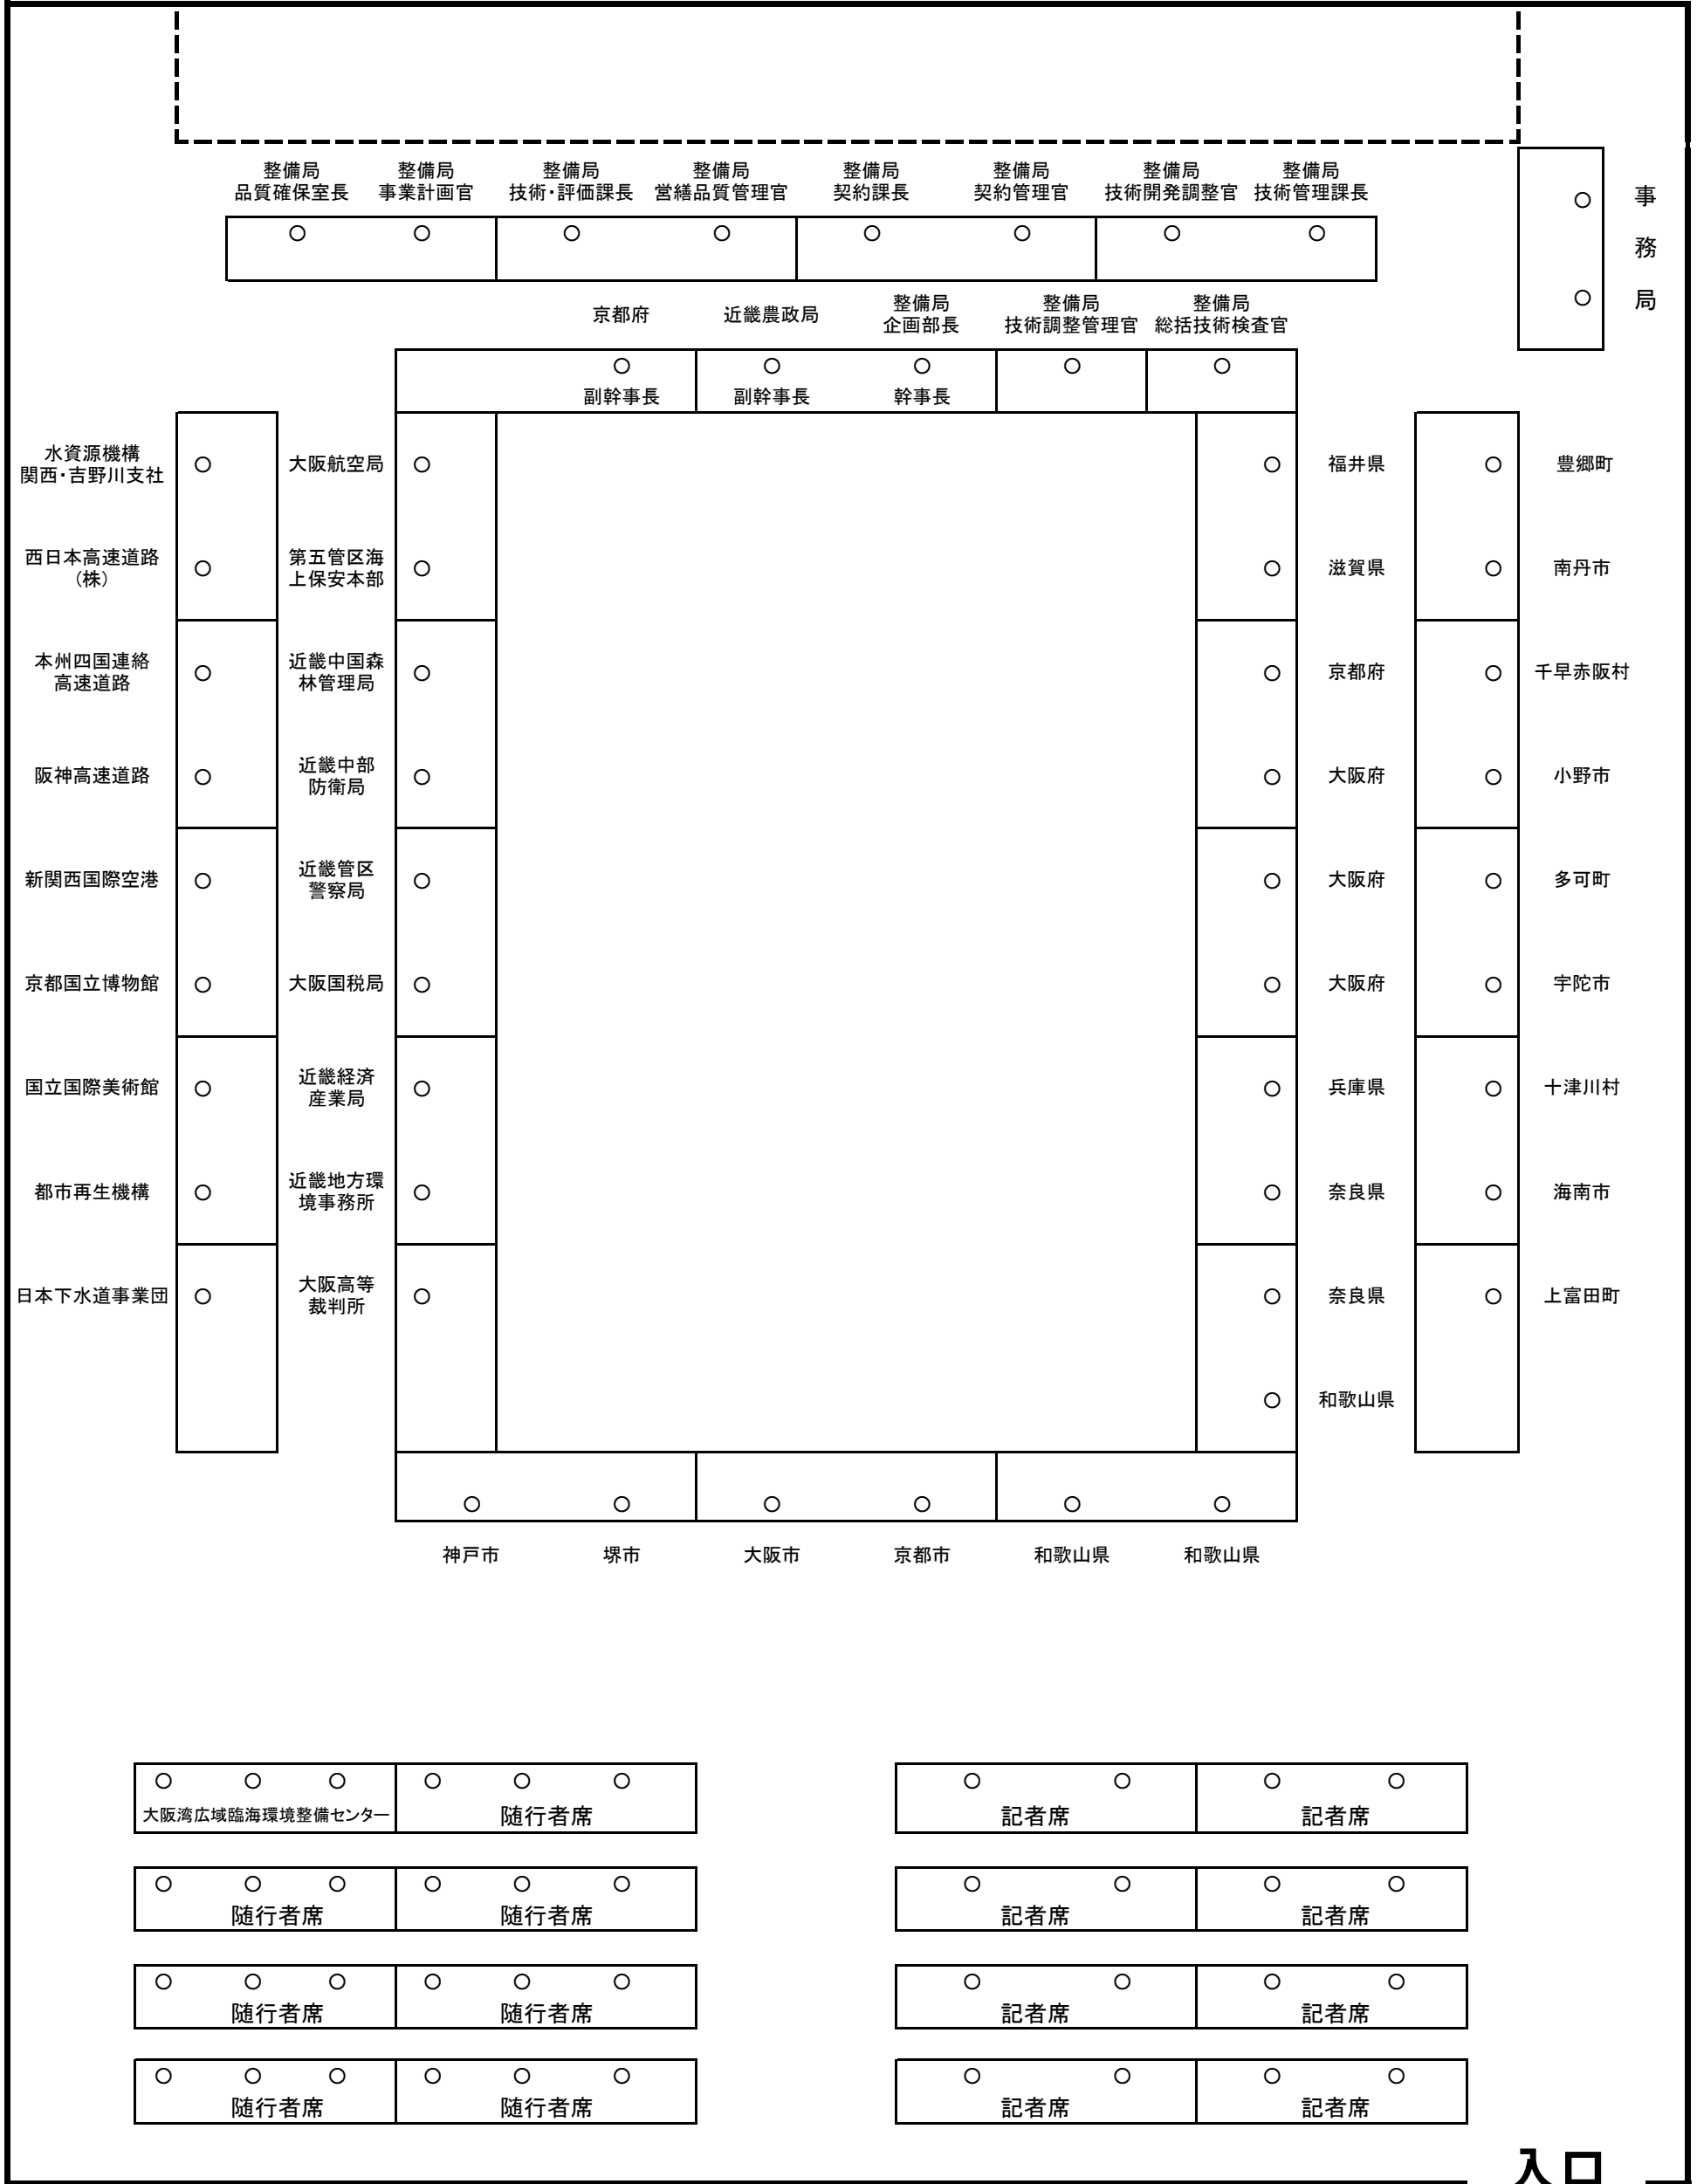 整備局
品質確保室長
整備局
事業計画官
整備局
技術・評価課長
整備局
営繕品質管理官
整備局
契約課長
整備局
契約管理官
整備局
技術開発調整官
整備局
技術管理課長
事
務
局
京都府
近畿農政局
整備局
企画部長
整備局
技術調整管理官
整備局
総括技術検査官
副幹事長
副幹事長
幹事長
水資源機構
関西・吉野川支社
大阪航空局
福井県
豊郷町
西日本高速道路
（株）
第五管区海
上保安本部
滋賀県
南丹市
本州四国連絡
高速道路
近畿中国森
林管理局
京都府
千早赤阪村
阪神高速道路
近畿中部
防衛局
大阪府
小野市
新関西国際空港
近畿管区
警察局
大阪府
多可町
京都国立博物館
大阪国税局
大阪府
宇陀市
国立国際美術館
近畿経済
産業局
兵庫県
十津川村
都市再生機構
近畿地方環
境事務所
奈良県
海南市
日本下水道事業団
大阪高等
裁判所
奈良県
上富田町
和歌山県
神戸市
堺市
大阪市
京都市
和歌山県
和歌山県
大阪湾広域臨海環境整備センター
随行者席
記者席
記者席
随行者席
随行者席
記者席
記者席
随行者席
随行者席
記者席
記者席
随行者席
随行者席
記者席
記者席
入口